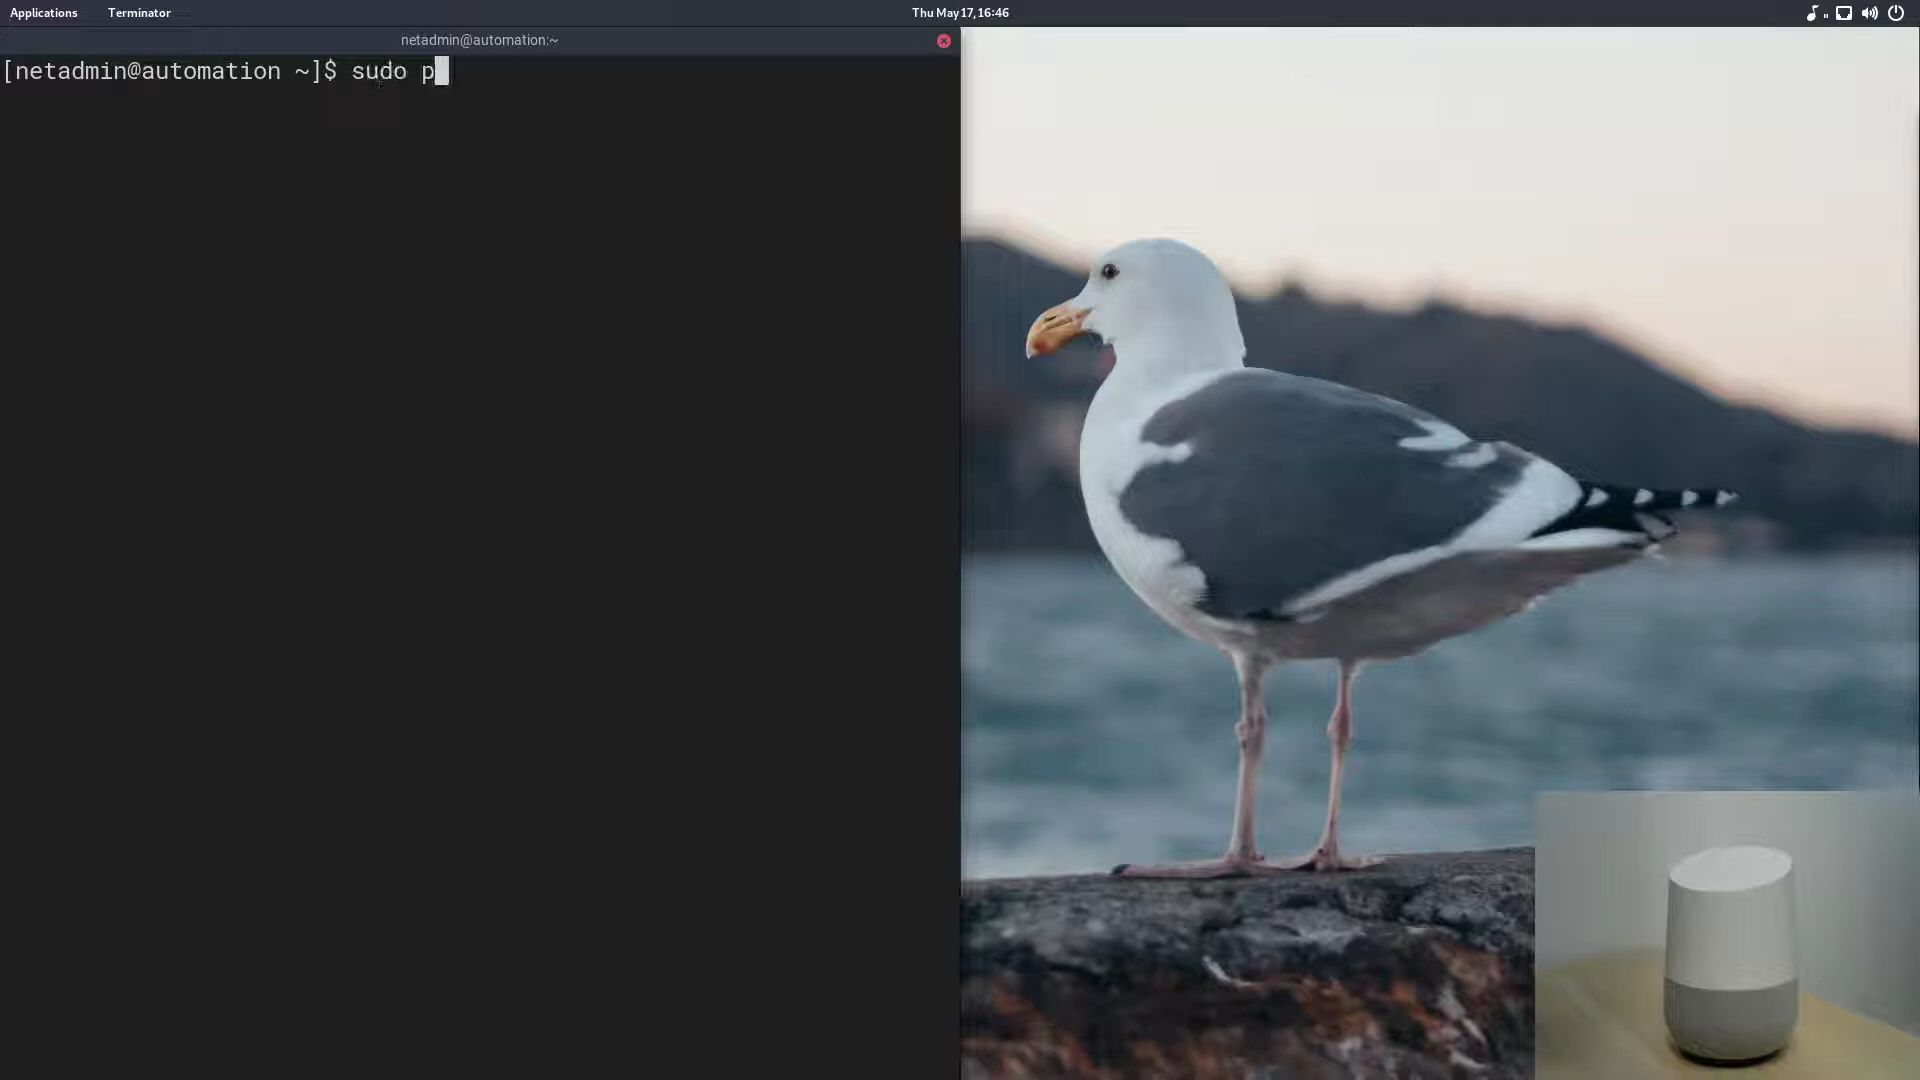 Applications Terminator Thu May 17, 16:46
netadmin@automation:~
[netadmin@automation ~]$ sudo p